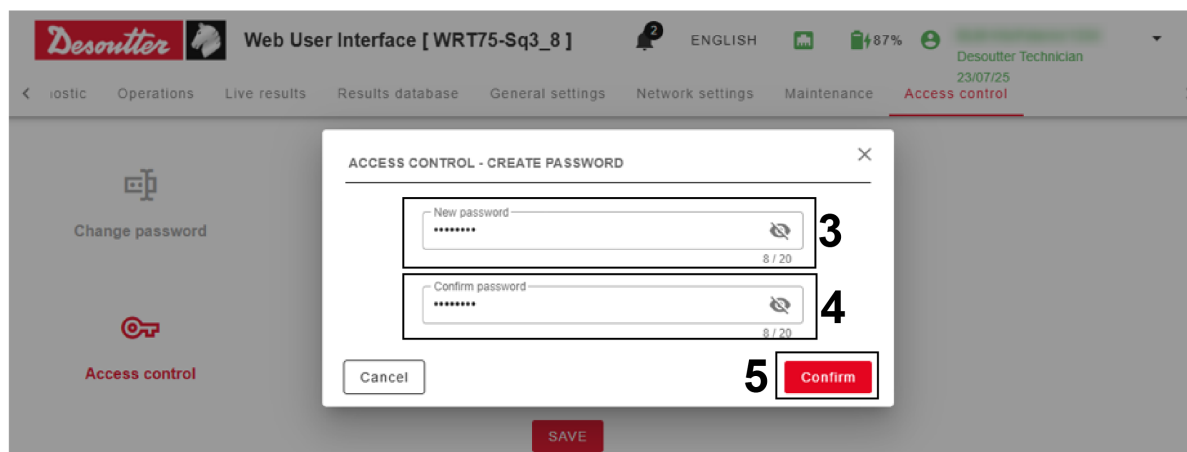 Desoutter
Web User Interface [ WRT75-Sq3_8 ]
2
ENGLISH
87%
Desoutter Technician
23/07/25
nostic Operations Live results Results database General settings Network settings Maintenance Access control
ACCESS CONTROL - CREATE PASSWORD
New password
••••••••
8 / 20
3
Change password
Confirm password
••••••••
8 / 20
4
Access control
Cancel
5
Confirm
SAVE